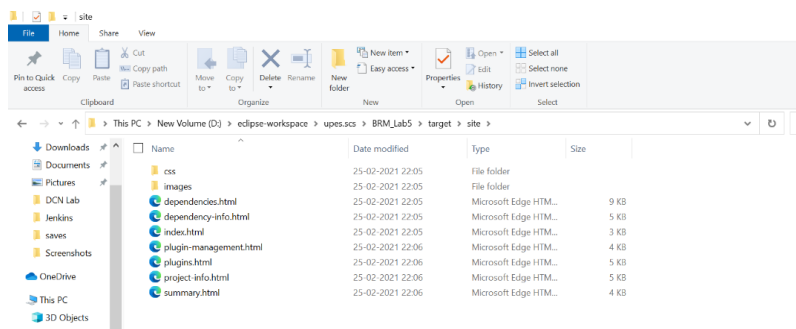 site
File Home Share View
Pin to Quick access
Copy
Paste
Cut
Copy path
Paste shortcut
Clipboard
Move to
Copy to
Delete
Rename
Organize
New folder
New item
Easy access
New
Properties
Open
Edit
History
Open
Select all
Select none
Invert selection
Select
This PC > New Volume (D:) > eclipse-workspace > upes.scs > BRM_Lab5 > target > site >
Downloads
Documents
Pictures
DCN Lab
Jenkins
saves
Screenshots
OneDrive
This PC
3D Objects
Name Date modified Type Size
css 25-02-2021 22:05 File folder
images 25-02-2021 22:05 File folder
dependencies.html 25-02-2021 22:05 Microsoft Edge HTM... 9 KB
dependency-info.html 25-02-2021 22:05 Microsoft Edge HTM... 5 KB
index.html 25-02-2021 22:05 Microsoft Edge HTM... 3 KB
plugin-management.html 25-02-2021 22:06 Microsoft Edge HTM... 4 KB
plugins.html 25-02-2021 22:06 Microsoft Edge HTM... 5 KB
project-info.html 25-02-2021 22:06 Microsoft Edge HTM... 5 KB
summary.html 25-02-2021 22:06 Microsoft Edge HTM... 4 KB